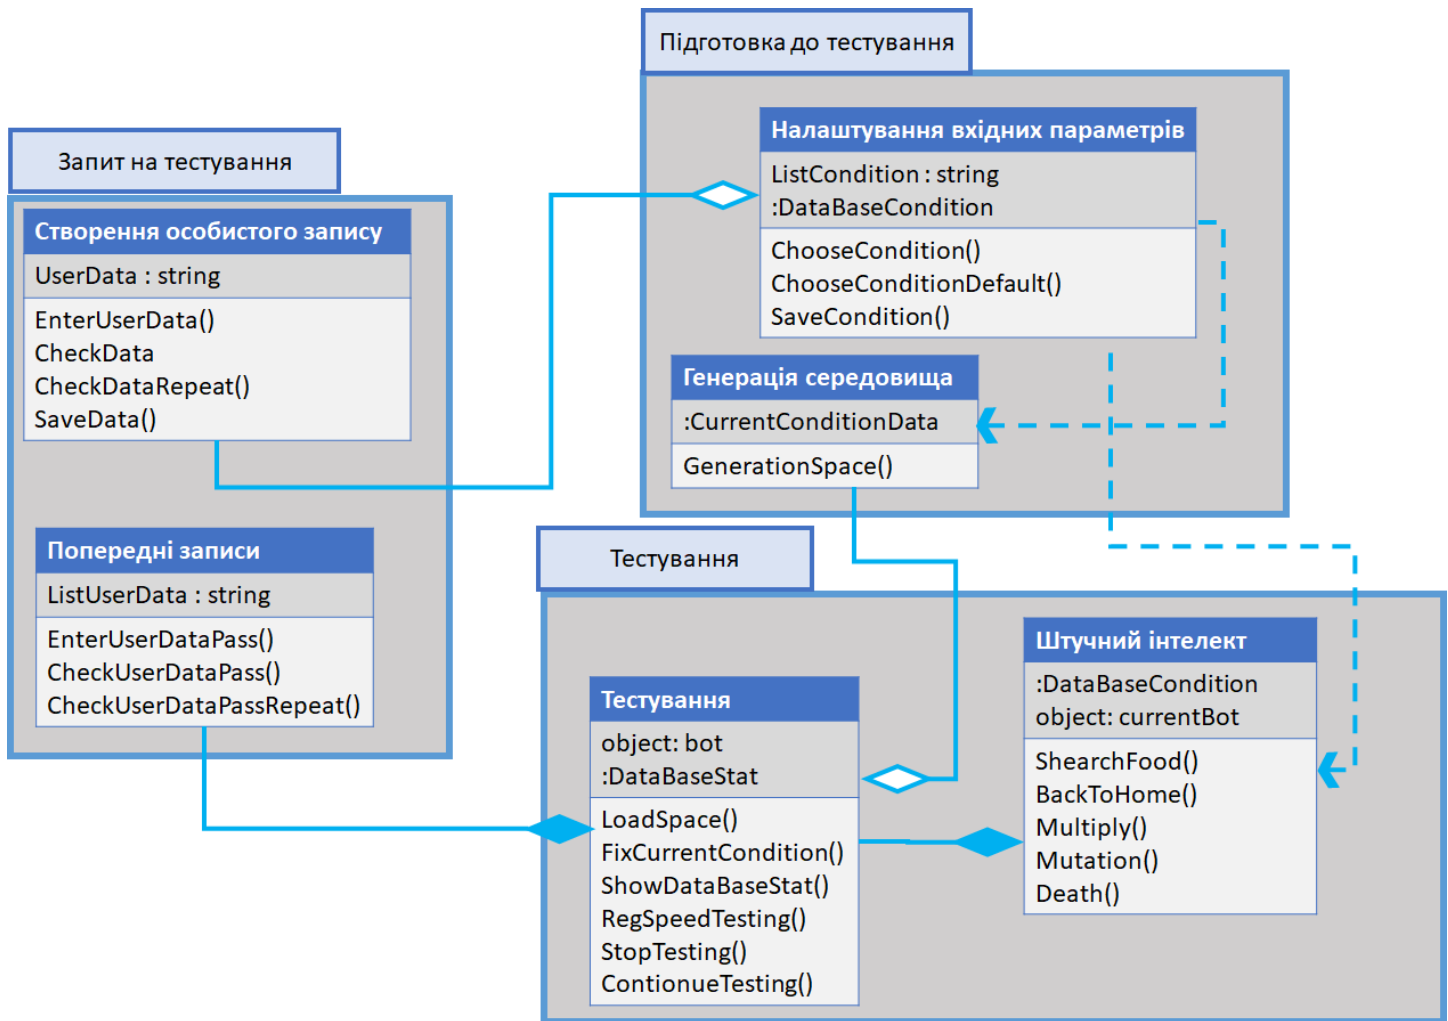 Підготовка до тестування
Налаштування вхідних параметрів
ListCondition : string
:DataBaseCondition
ChooseCondition()
ChooseConditionDefault()
SaveCondition()
Генерація середовища
:CurrentConditionData
GenerationSpace()
Запит на тестування
Створення особистого запису
UserData : string
EnterUserData()
CheckData
CheckDataRepeat()
SaveData()
Попередні записи
ListUserData : string
EnterUserDataPass()
CheckUserDataPass()
CheckUserDataPassRepeat()
Тестування
Тестування
object: bot
:DataBaseStat
LoadSpace()
FixCurrentCondition()
ShowDataBaseStat()
RegSpeedTesting()
StopTesting()
ContionueTesting()
Штучний інтелект
:DataBaseCondition
object: currentBot
ShearchFood()
BackToHome()
Multiply()
Mutation()
Death()